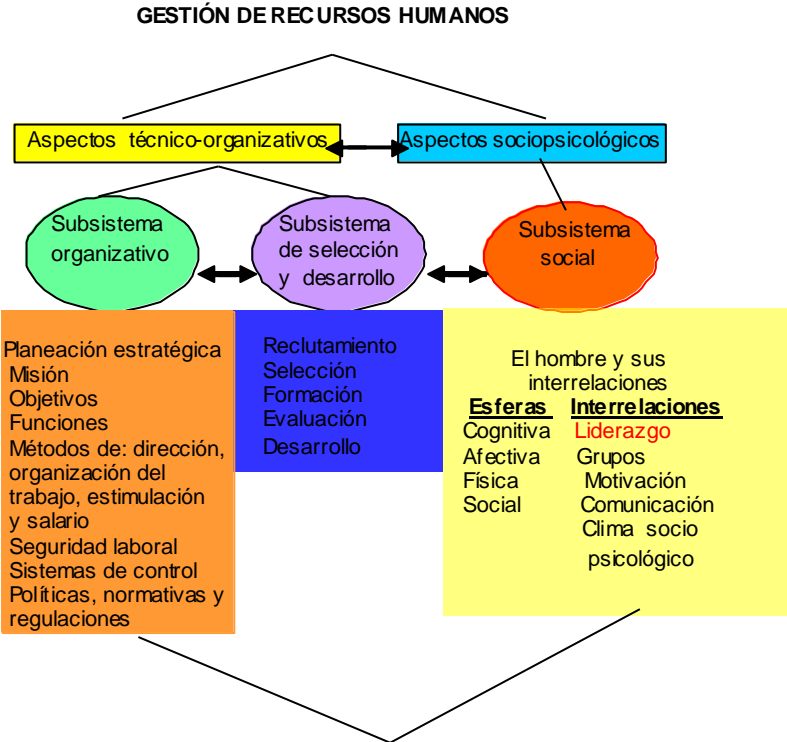 GESTIÓN DE RECURSOS HUMANOS
Aspectos técnico-organizativos
Aspectos sociopsicológicos
Subsistema
organizativo
Subsistema
de selección
y desarrollo
Subsistema
social
Planeación estratégica
Misión
Objetivos
Funciones
Métodos de: dirección,
organización del
trabajo, estimulación
y salario
Seguridad laboral
Sistemas de control
Políticas, normativas y
regulaciones
Reclutamiento
Selección
Formación
Evaluación
Desarrollo
El hombre y sus
interrelaciones
Esferas Interrelaciones
Cognitiva Liderazgo
Afectiva Grupos
Física Motivación
Social Comunicación
Clima socio
psicológico